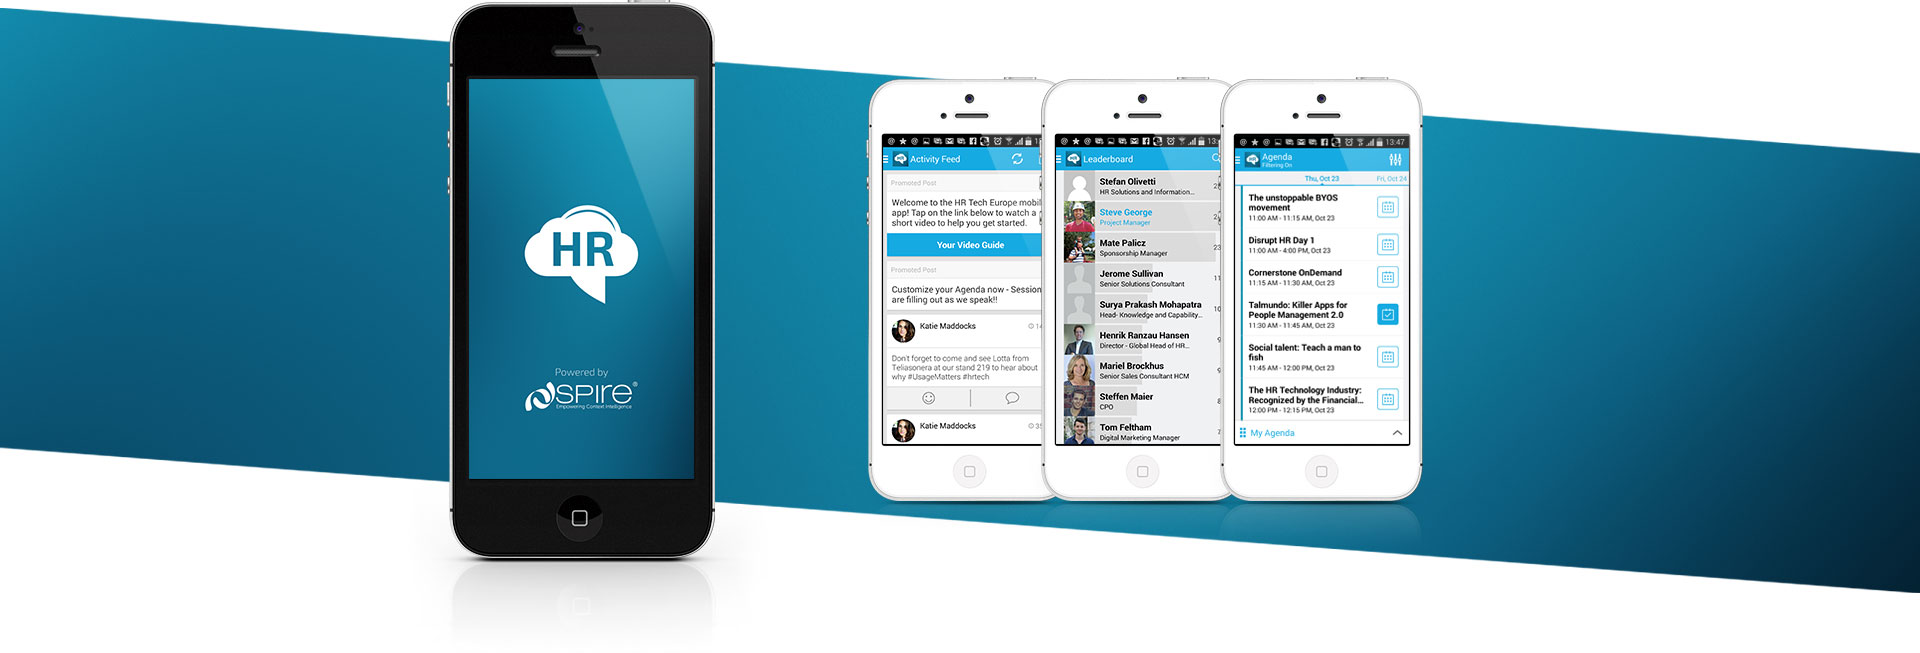 HR
Powered by
aspire®
Empowering Context Intelligence
Activity Feed
Promoted Post
Welcome to the HR Tech Europe mobil
app! Tap on the link below to watch a
short video to help you get started.
Your Video Guide
Promoted Post
Customize your Agenda now - Session
are filling out as we speak!!
Katie Maddocks
14
Don't forget to come and see Lotta from
Teliasonera at our stand 219 to hear about
why #UsageMatters #hrtech
Katie Maddocks
35
Leaderboard
Stefan Olivetti
HR Solutions and Information...
Steve George
Project Manager
Mate Palicz
Sponsorship Manager
23
Jerome Sullivan
Senior Solutions Consultant
11
Surya Prakash Mohapatra
Head- Knowledge and Capability...
10
Henrik Ranzau Hansen
Director - Global Head of HR...
Mariel Brockhus
Senior Sales Consultant HCM
Steffen Maier
CPO
Tom Feltham
Digital Marketing Manager
13:47
Agenda
Filtering On
Thu, Oct 23
Fri, Oct 24
The unstoppable BYOS
movement
11:00 AM - 11:15 AM, Oct 23
Disrupt HR Day 1
11:00 AM - 4:00 PM, Oct 23
Cornerstone OnDemand
11:15 AM - 11:30 AM, Oct 23
Talmundo: Killer Apps for
People Management 2.0
11:30 AM - 11:45 AM, Oct 23
Social talent: Teach a man to
fish
11:45 AM - 12:00 PM, Oct 23
The HR Technology Industry:
Recognized by the Financial...
12:00 PM - 12:15 PM, Oct 23
My Agenda